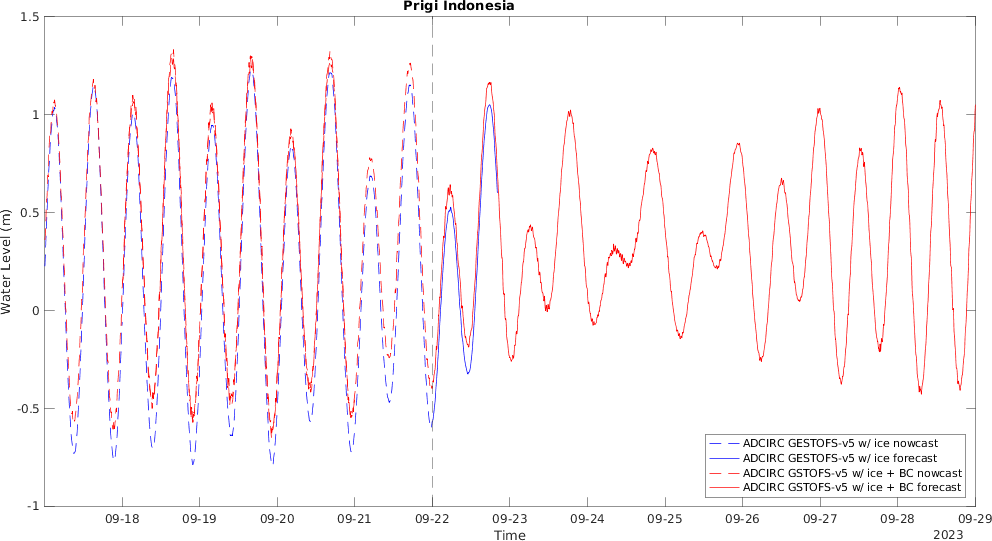 Prigi Indonesia
1.5
1
0.5
0
-0.5
-1
Water Level (m)
ADCIRC GESTOFS-v5 w/ ice nowcast
ADCIRC GESTOFS-v5 w/ ice forecast
ADCIRC GSTOFS-v5 w/ ice + BC nowcast
ADCIRC GSTOFS-v5 w/ ice + BC forecast
09-18 09-19 09-20 09-21 09-22 09-23 09-24 09-25 09-26 09-27 09-28 09-29
Time
2023